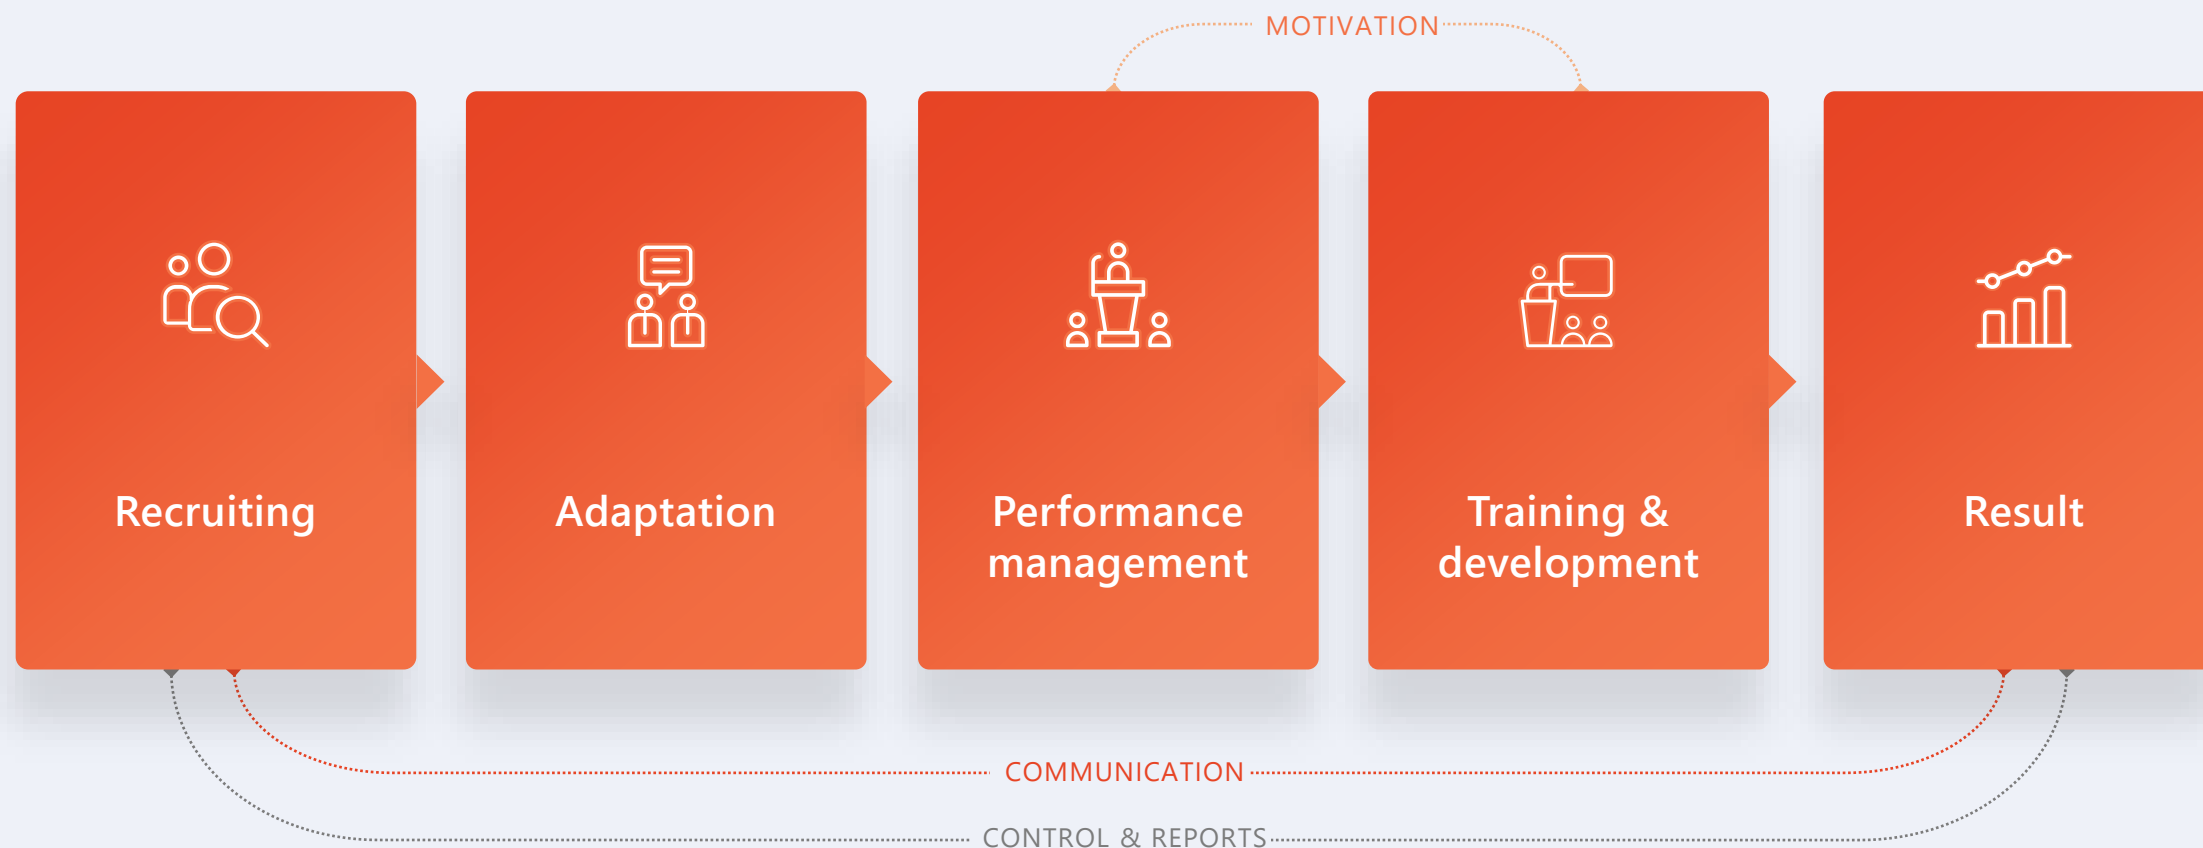 MOTIVATION
Recruiting
Adaptation
Performance
management
Training &
development
Result
COMMUNICATION
CONTROL & REPORTS